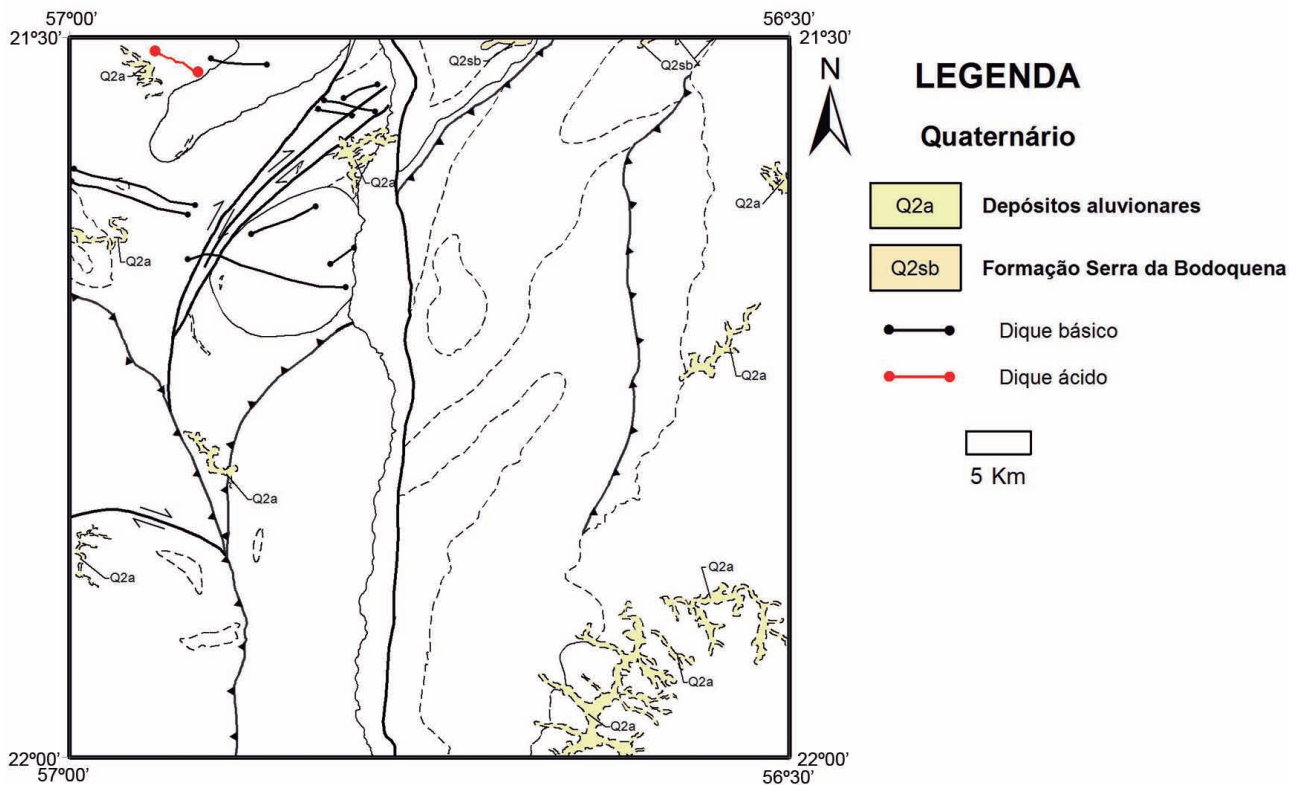 57º00’
56º30’
21º30’
21º30’
Q2sb
Q2sb
Q2a
Q2a
Q2a
Q2a
Q2a
Q2a
Q2a
Q2a
Q2a
Q2a
22º00’
22º00’
57º00’
56º30’
N
LEGENDA
Quaternário
Q2a Depósitos aluvionares
Q2sb Formação Serra da Bodoquena
Dique básico
Dique ácido
5 Km